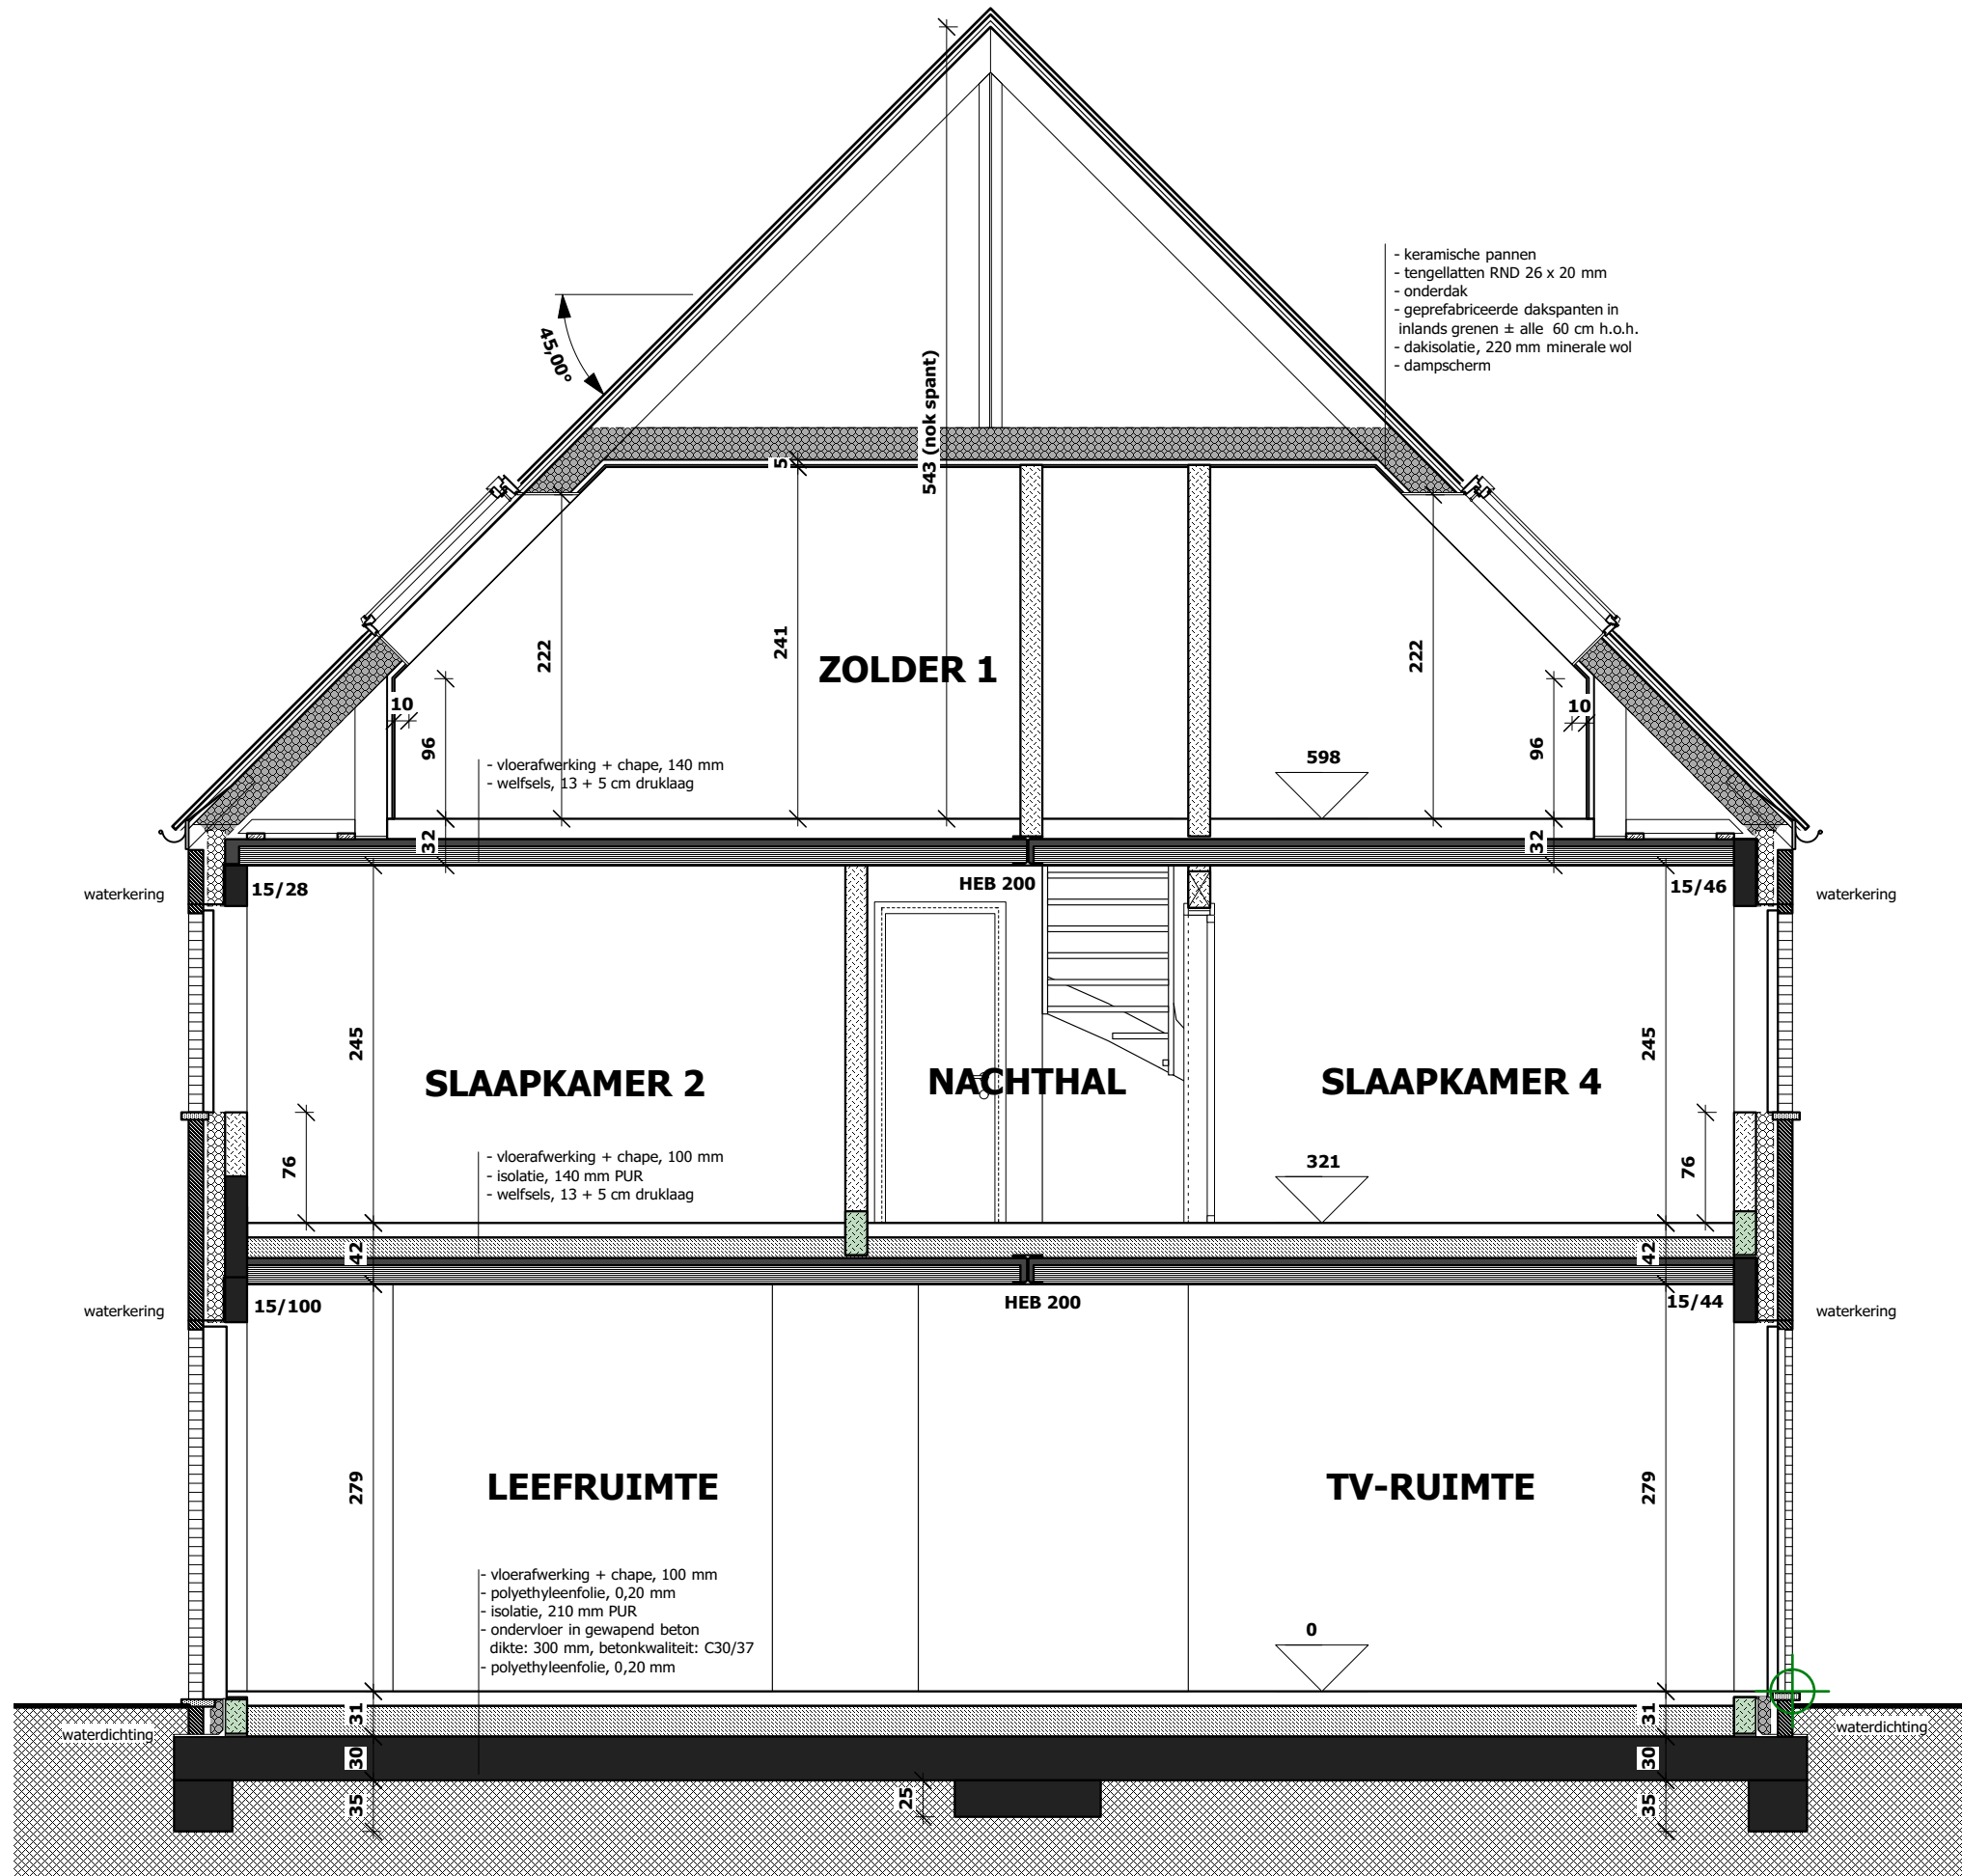 - keramische pannen
- tengellatten RND 26 x 20 mm
- onderdak
- geprefabriceerde dakspanten in
inlands grenen ± alle 60 cm h.o.h.
- dakisolatie, 220 mm minerale wol
- dampscherm
45,00°
543 (nok spant)
5
222
241
ZOLDER 1
222
10
10
96
96
598
- vloerafwerking + chape, 140 mm
- welfsels, 13 + 5 cm druklaag
32
32
waterkering
15/28
HEB 200
15/46
waterkering
245
245
SLAAPKAMER 2
NACHTHAL
SLAAPKAMER 4
76
76
- vloerafwerking + chape, 100 mm
- isolatie, 140 mm PUR
- welfsels, 13 + 5 cm druklaag
321
42
42
waterkering
15/100
HEB 200
15/44
waterkering
279
279
LEEFRUIMTE
TV-RUIMTE
- vloerafwerking + chape, 100 mm
- polyethyleenfolie, 0,20 mm
- isolatie, 210 mm PUR
- ondervloer in gewapend beton
dikte: 300 mm, betonkwaliteit: C30/37
- polyethyleenfolie, 0,20 mm
0
31
31
waterdichting
waterdichting
30
30
35
25
35